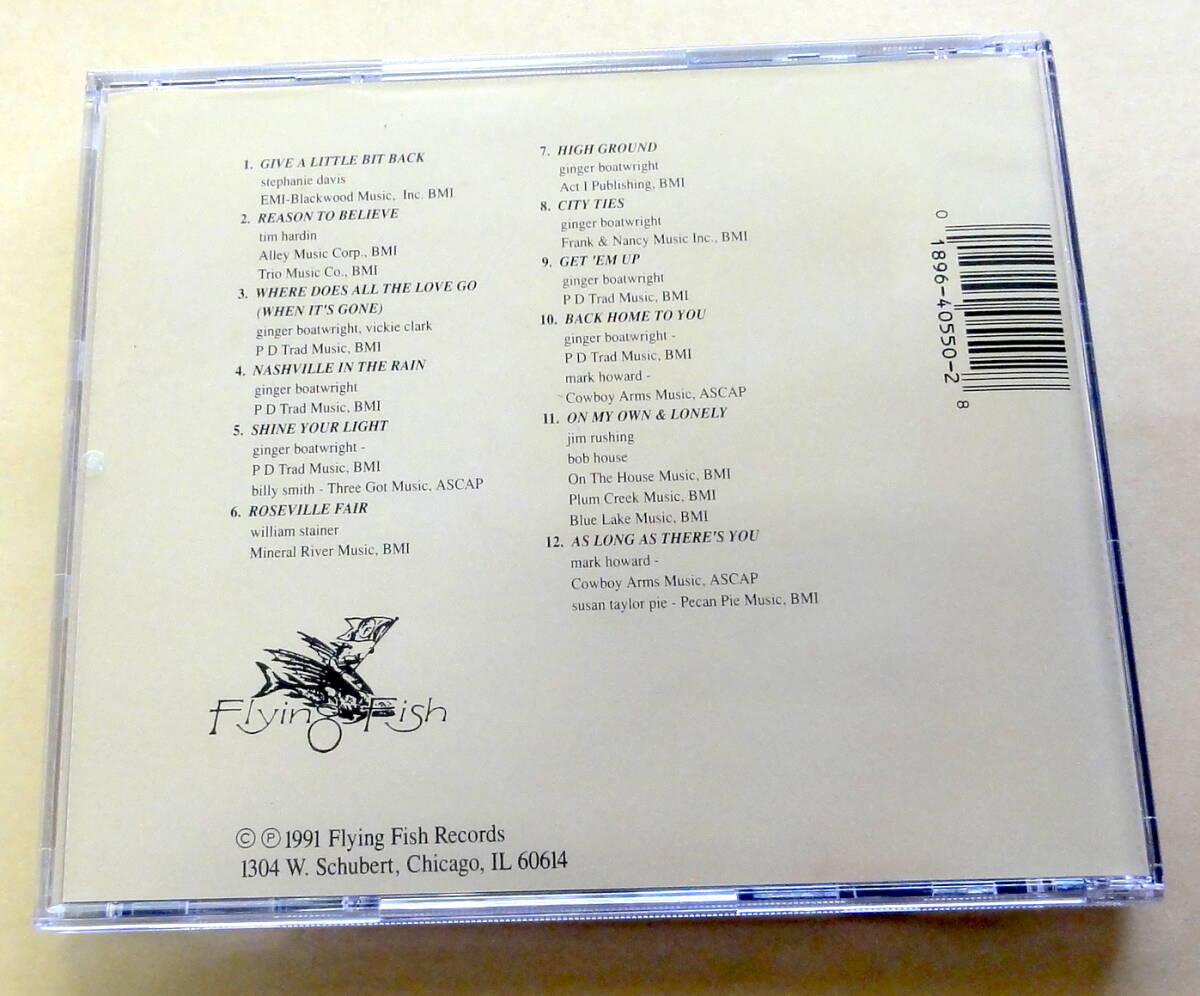 1. GIVE A LITTLE BIT BACK
stephanie davis
EMI-Blackwood Music, Inc. BMI
2. REASON TO BELIEVE
tim hardin
Alley Music Corp., BMI
Trio Music Co., BMI
3. WHERE DOES ALL THE LOVE GO
(WHEN IT'S GONE)
ginger boatwright, vickie clark
P D Trad Music, BMI
4. NASHVILLE IN THE RAIN
ginger boatwright
P D Trad Music, BMI
5. SHINE YOUR LIGHT
ginger boatwright -
P D Trad Music, BMI
billy smith - Three Got Music, ASCAP
6. ROSEVILLE FAIR
william stainer
Mineral River Music, BMI
7. HIGH GROUND
ginger boatwright
Act I Publishing, BMI
8. CITY TIES
ginger boatwright
Frank & Nancy Music Inc., BMI
9. GET 'EM UP
ginger boatwright
P D Trad Music, BMI
10. BACK HOME TO YOU
ginger boatwright -
P D Trad Music, BMI
mark howard -
Cowboy Arms Music, ASCAP
11. ON MY OWN & LONELY
jim rushing
bob house
On The House Music, BMI
Plum Creek Music, BMI
Blue Lake Music, BMI
12. AS LONG AS THERE'S YOU
mark howard -
Cowboy Arms Music, ASCAP
susan taylor pie - Pecan Pie Music, BMI
0 1896-40550-2 8
Flying Fish
© ℗ 1991 Flying Fish Records
1304 W. Schubert, Chicago, IL 60614